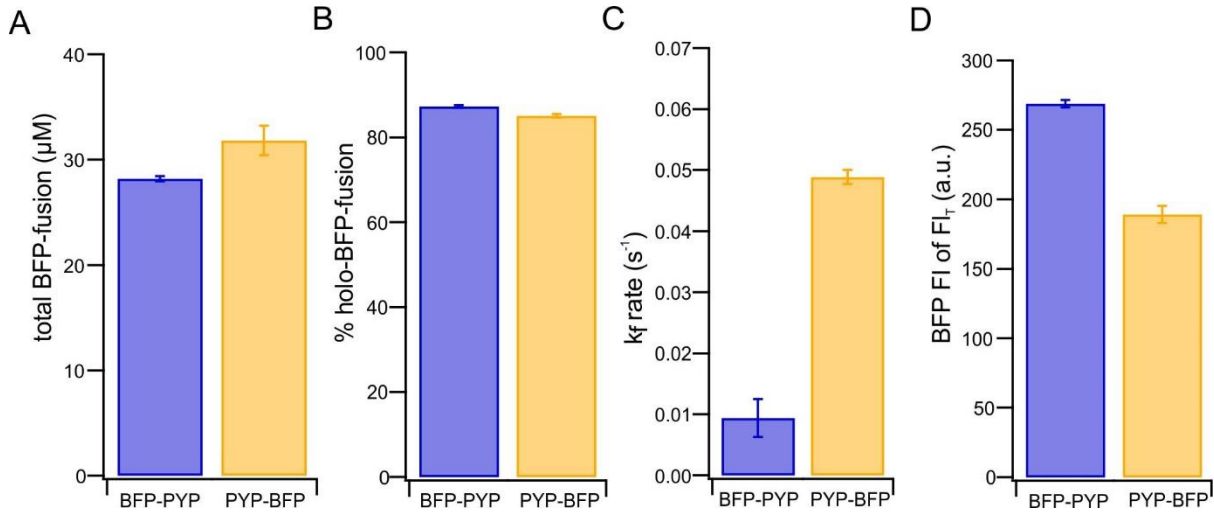 A
total BFP-fusion (µM)
40
30
20
10
0
BFP-PYP PYP-BFP
B
% holo-BFP-fusion
100
80
60
40
20
0
BFP-PYP PYP-BFP
C
kf rate (s⁻¹)
0.07
0.06
0.05
0.04
0.03
0.02
0.01
0.00
BFP-PYP PYP-BFP
D
BFP FI of FI_T (a.u.)
300
250
200
150
100
50
0
BFP-PYP PYP-BFP